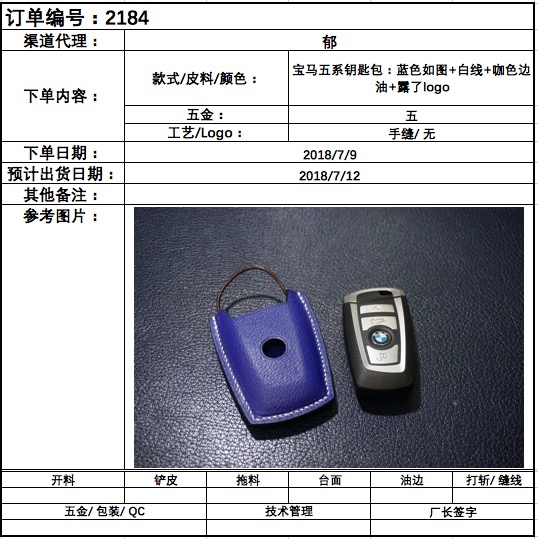 订单编号：2184
渠道代理：
郁
下单内容：
款式/皮料/颜色：
宝马五系钥匙包：蓝色如图+白线+咖色边
油+露了logo
五金：
五
工艺/Logo：
手缝/ 无
下单日期：
2018/7/9
预计出货日期：
2018/7/12
其他备注：
参考图片：
开料
铲皮
拖料
台面
油边
打斩/ 缝线
五金/ 包装/ QC
技术管理
厂长签字